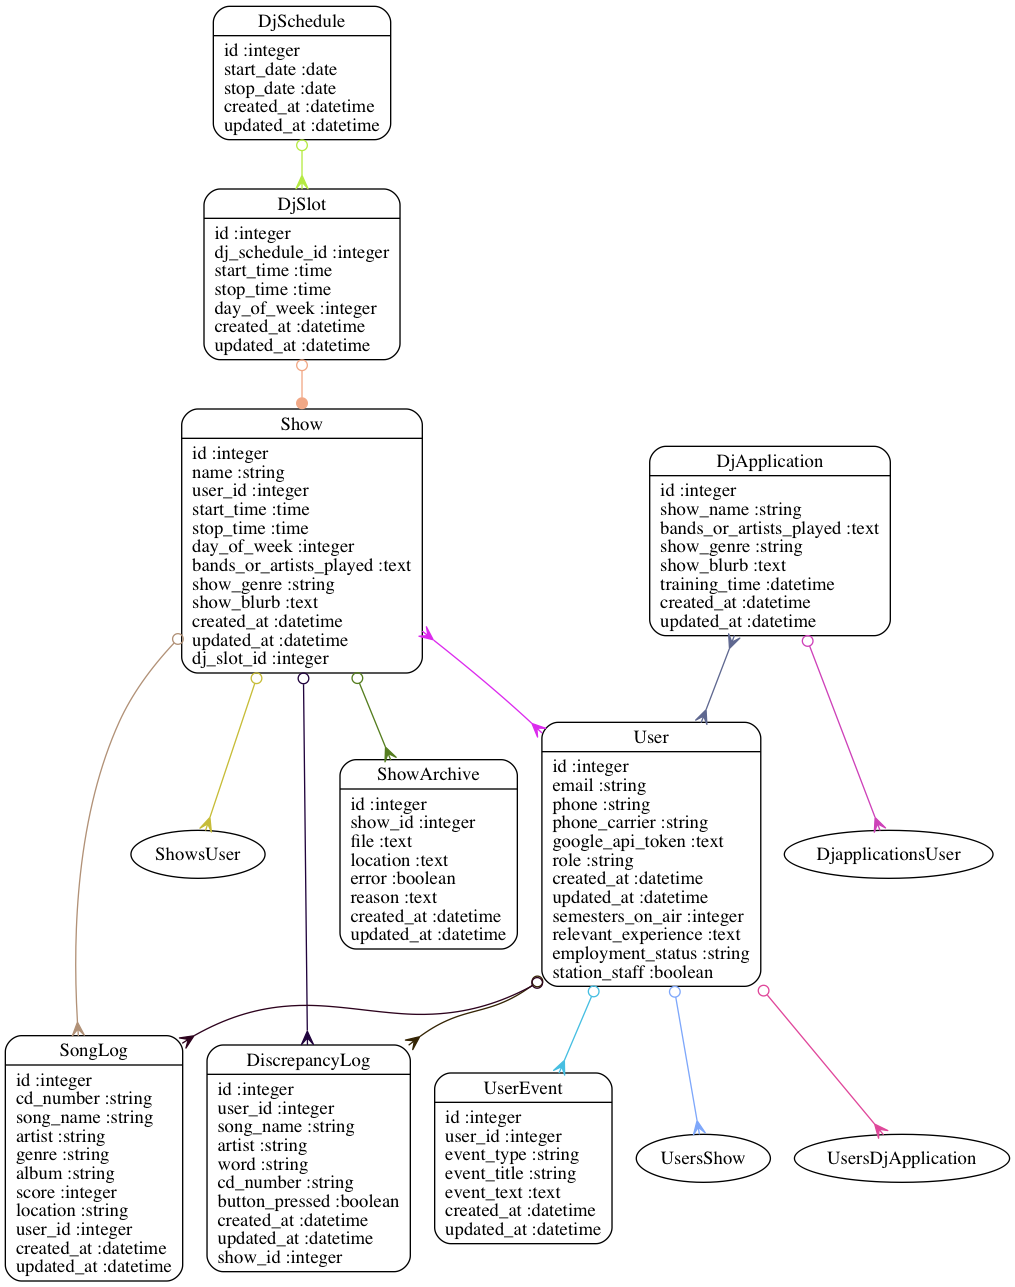 DjSchedule
id :integer
start_date :date
stop_date :date
created_at :datetime
updated_at :datetime
DjSlot
id :integer
dj_schedule_id :integer
start_time :time
stop_time :time
day_of_week :integer
created_at :datetime
updated_at :datetime
Show
id :integer
name :string
user_id :integer
start_time :time
stop_time :time
day_of_week :integer
bands_or_artists_played :text
show_genre :string
show_blurb :text
created_at :datetime
updated_at :datetime
dj_slot_id :integer
DjApplication
id :integer
show_name :string
bands_or_artists_played :text
show_genre :string
show_blurb :text
training_time :datetime
created_at :datetime
updated_at :datetime
ShowsUser
ShowArchive
id :integer
show_id :integer
file :text
location :text
error :boolean
reason :text
created_at :datetime
updated_at :datetime
User
id :integer
email :string
phone :string
phone_carrier :string
google_api_token :text
role :string
created_at :datetime
updated_at :datetime
semesters_on_air :integer
relevant_experience :text
employment_status :string
station_staff :boolean
DjapplicationsUser
SongLog
id :integer
cd_number :string
song_name :string
artist :string
genre :string
album :string
score :integer
location :string
user_id :integer
created_at :datetime
updated_at :datetime
DiscrepancyLog
id :integer
user_id :integer
song_name :string
artist :string
word :string
cd_number :string
button_pressed :boolean
created_at :datetime
updated_at :datetime
show_id :integer
UserEvent
id :integer
user_id :integer
event_type :string
event_title :string
event_text :text
created_at :datetime
updated_at :datetime
UsersShow
UsersDjApplication